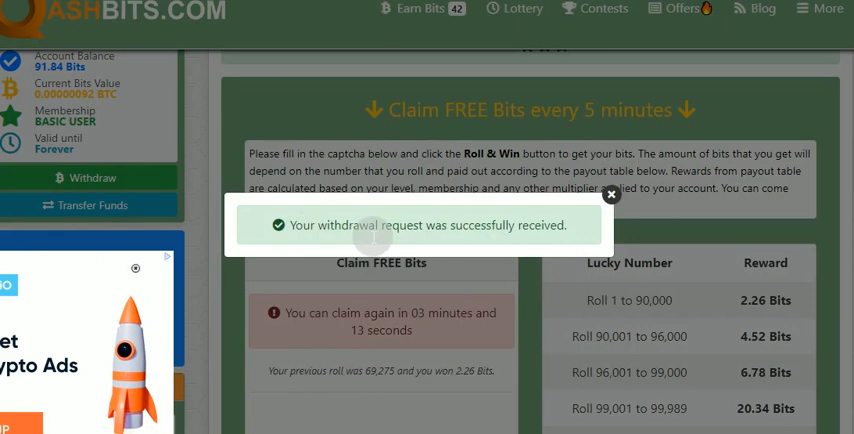 ASHBITS.COM
Earn Bits 42
Lottery
Contests
Offers
Blog
More
Account Balance
91.84 Bits
Current Bits Value
0.00000092 BTC
Membership
BASIC USER
Valid until
Forever
Withdraw
Transfer Funds
et
ypto Ads
Claim FREE Bits every 5 minutes
Please fill in the captcha below and click the Roll & Win button to get your bits. The amount of bits that you get will
depend on the number that you roll and paid out according to the payout table below. Rewards from payout table
are calculated based on your level, membership and any other multiplier applied to your account. You can come
Your withdrawal request was successfully received.
Claim FREE Bits
You can claim again in 03 minutes and
13 seconds
Your previous roll was 69,275 and you won 2.26 Bits.
Lucky Number Reward
Roll 1 to 90,000 2.26 Bits
Roll 90,001 to 96,000 4.52 Bits
Roll 96,001 to 99,000 6.78 Bits
Roll 99,001 to 99,989 20.34 Bits